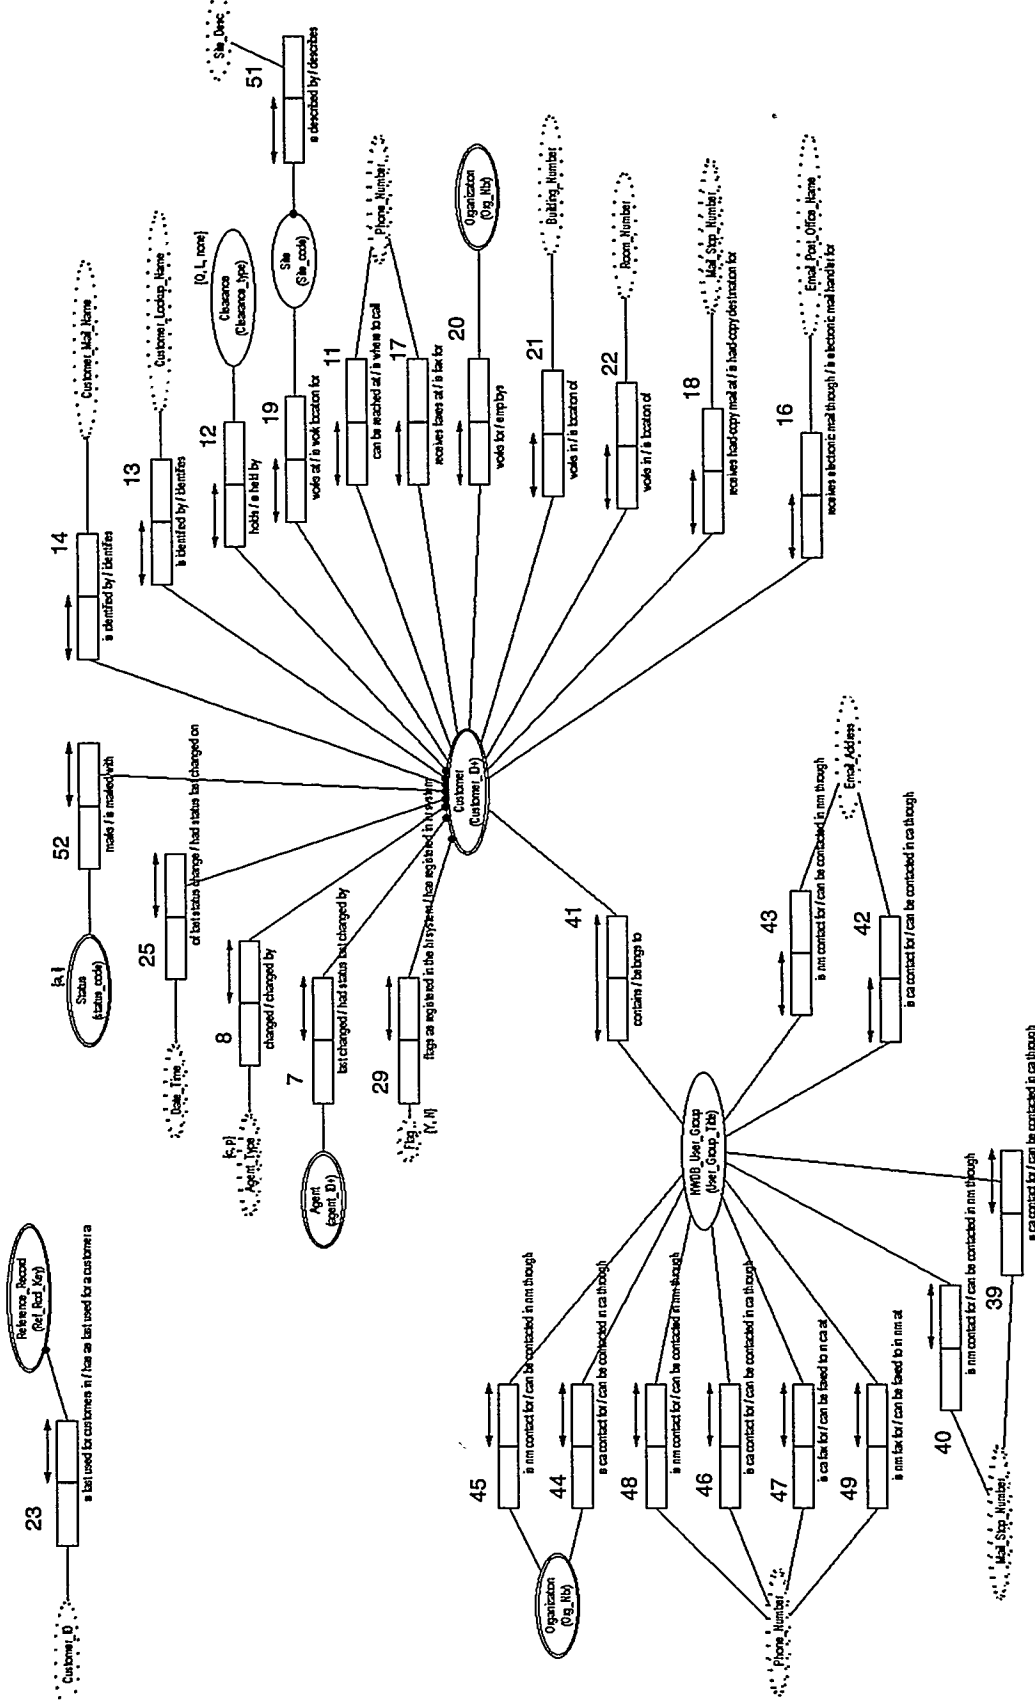 Customer_ID
23
is last used for customers in / has as last used for a customer a
Reference_Record
(Ref_Rcd_Key)
{a, i}
Status
(status_code)
52
marks / is marked with
Date_Time
25
of last status change / had status last changed on
{c, p}
Agent_Type
8
changed / changed by
Agent
(agent_ID+)
7
last changed / had status last changed by
Flag
{Y, N}
29
flags as registered in the hr system / has registered in hr system
Customer
(Customer_ID+)
14
is identified by / identifies
Customer_Mail_Name
13
is identified by / identifies
Customer_Lookup_Name
12
holds / is held by
{Q, L, none}
Clearance
(Clearance_type)
19
works at / is work location for
Site
(Site_code)
51
is described by / describes
Site_Desc
11
can be reached at / is where to call
Phone_Number
17
receives faxes at / is fax for
20
works for / employs
Organization
(Org_Nbr)
21
works in / is location of
Building_Number
22
works in / is location of
Room_Number
18
receives hard-copy mail at / is hard-copy destination for
Mail_Stop_Number
16
receives electronic mail through / is electronic mail handler for
Email_Post_Office_Name
41
contains / belongs to
43
is nm contact for / can be contacted in nm through
Email_Address
42
is ca contact for / can be contacted in ca through
NWDB_User_Group
(User_Group_Title)
45
is nm contact for / can be contacted in nm through
44
is ca contact for / can be contacted in ca through
Organization
(Org_Nbr)
48
is nm contact for / can be contacted in nm through
46
is ca contact for / can be contacted in ca through
47
is ca fax for / can be faxed to in ca at
49
is nm fax for / can be faxed to in nm at
Phone_Number
40
is nm contact for / can be contacted in nm through
39
is ca contact for / can be contacted in ca through
Mail_Stop_Number